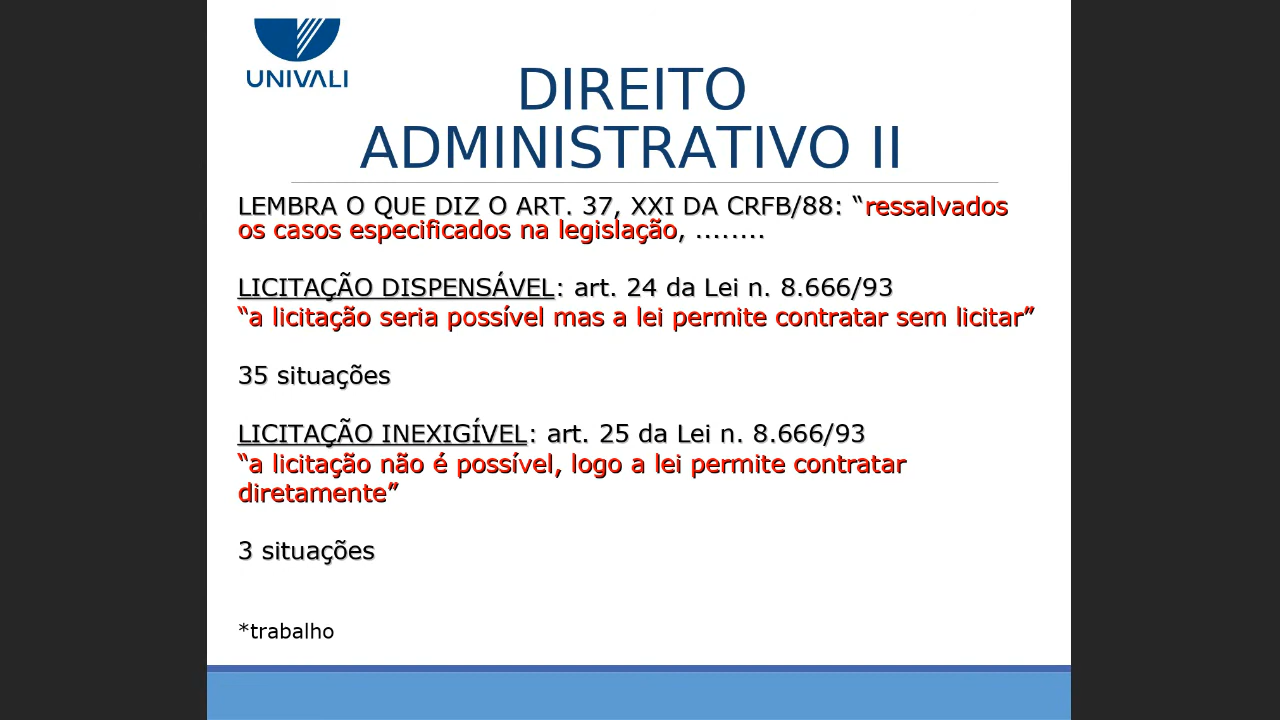 UNIVALI
DIREITO
ADMINISTRATIVO II
LEMBRA O QUE DIZ O ART. 37, XXI DA CRFB/88: “ressalvados
os casos especificados na legislação, ........
LICITAÇÃO DISPENSÁVEL: art. 24 da Lei n. 8.666/93
“a licitação seria possível mas a lei permite contratar sem licitar”
35 situações
LICITAÇÃO INEXIGÍVEL: art. 25 da Lei n. 8.666/93
“a licitação não é possível, logo a lei permite contratar
diretamente”
3 situações
*trabalho